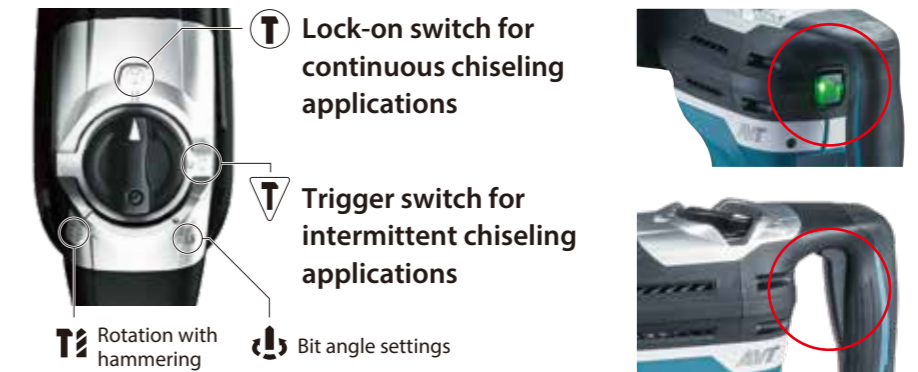 Lock-on switch for
continuous chiseling
applications
Trigger switch for
intermittent chiseling
applications
Rotation with
hammering
Bit angle settings
AVT
AVT